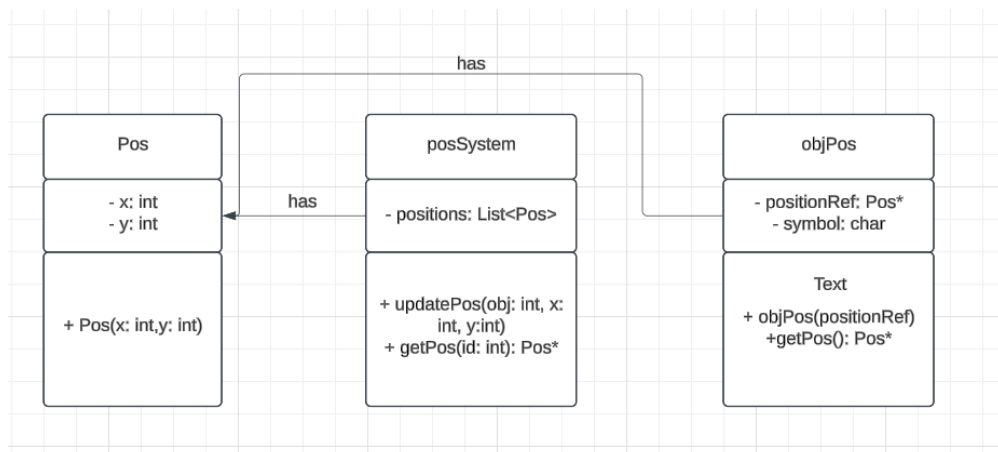 has
Pos
- x: int
- y: int
+ Pos(x: int,y: int)
has
posSystem
- positions: List<Pos>
+ updatePos(obj: int, x:
int, y:int)
+ getPos(id: int): Pos*
objPos
- positionRef: Pos*
- symbol: char
Text
+ objPos(positionRef)
+getPos(): Pos*